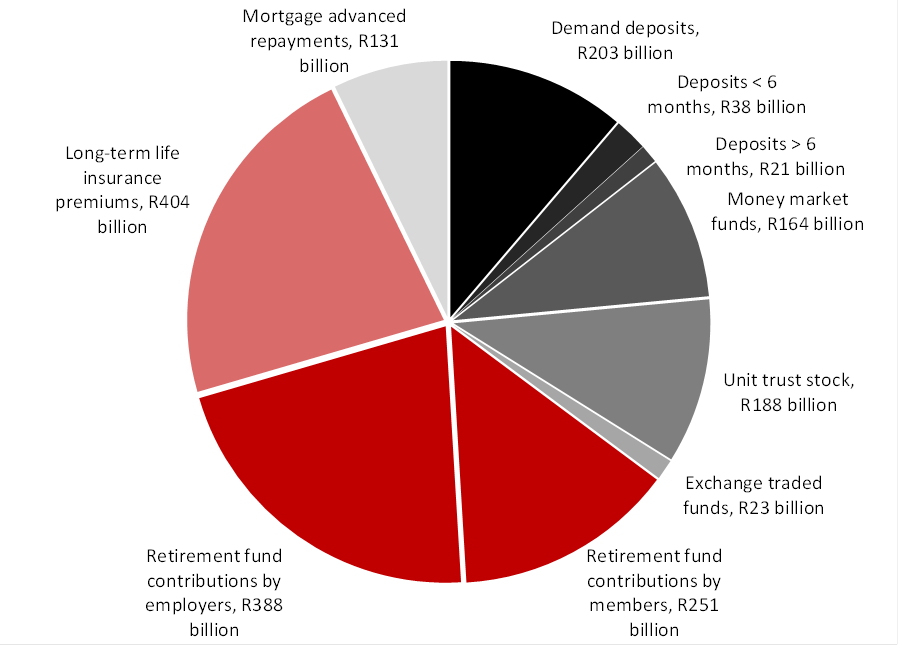 Mortgage advanced
repayments, R131
billion
Demand deposits,
R203 billion
Deposits < 6
months, R38 billion
Deposits > 6
months, R21 billion
Money market
funds, R164 billion
Unit trust stock,
R188 billion
Exchange traded
funds, R23 billion
Retirement fund
contributions by
members, R251
billion
Retirement fund
contributions by
employers, R388
billion
Long-term life
insurance
premiums, R404
billion